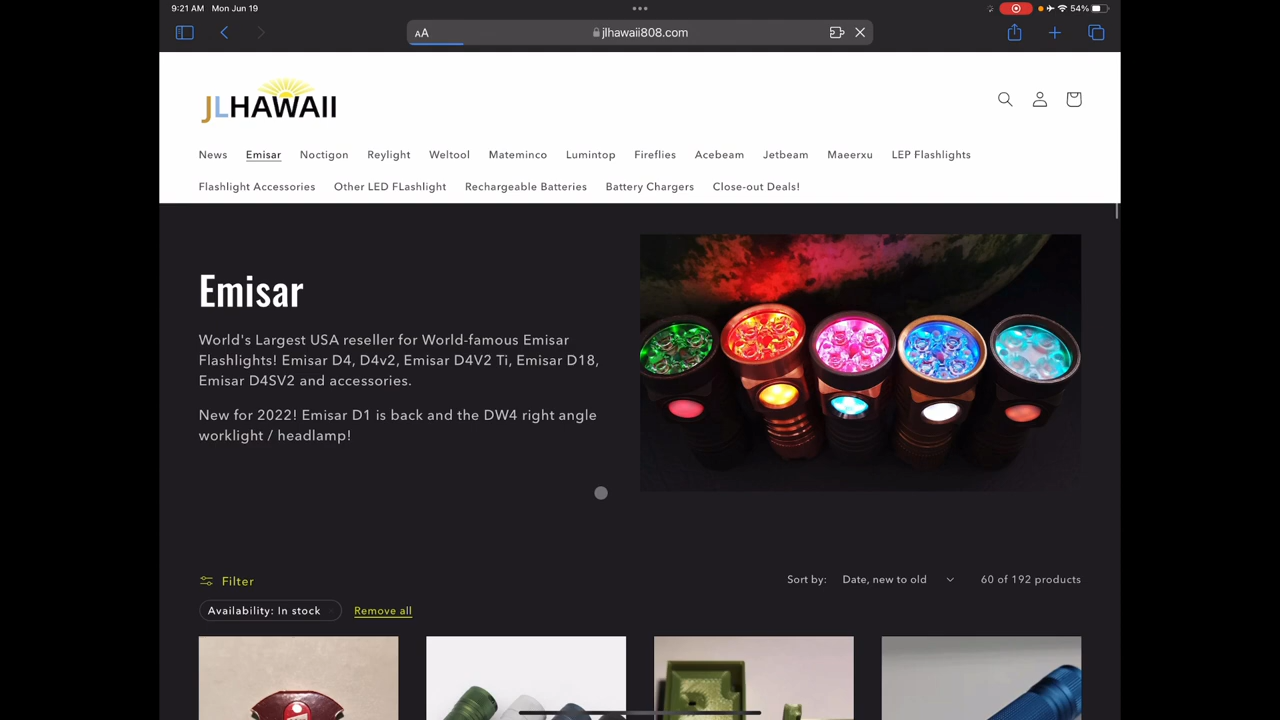 9:21 AM Mon Jun 19
54%
AA
jlhawaii808.com
JLHAWAII
News Emisar Noctigon Reylight Weltool Mateminco Lumintop Fireflies Acebeam Jetbeam Maeerxu LEP Flashlights
Flashlight Accessories Other LED FLashlight Rechargeable Batteries Battery Chargers Close-out Deals!
Emisar
World's Largest USA reseller for World-famous Emisar
Flashlights! Emisar D4, D4v2, Emisar D4V2 Ti, Emisar D18,
Emisar D4SV2 and accessories.
New for 2022! Emisar D1 is back and the DW4 right angle
worklight / headlamp!
Filter
Sort by: Date, new to old 60 of 192 products
Availability: In stock Remove all